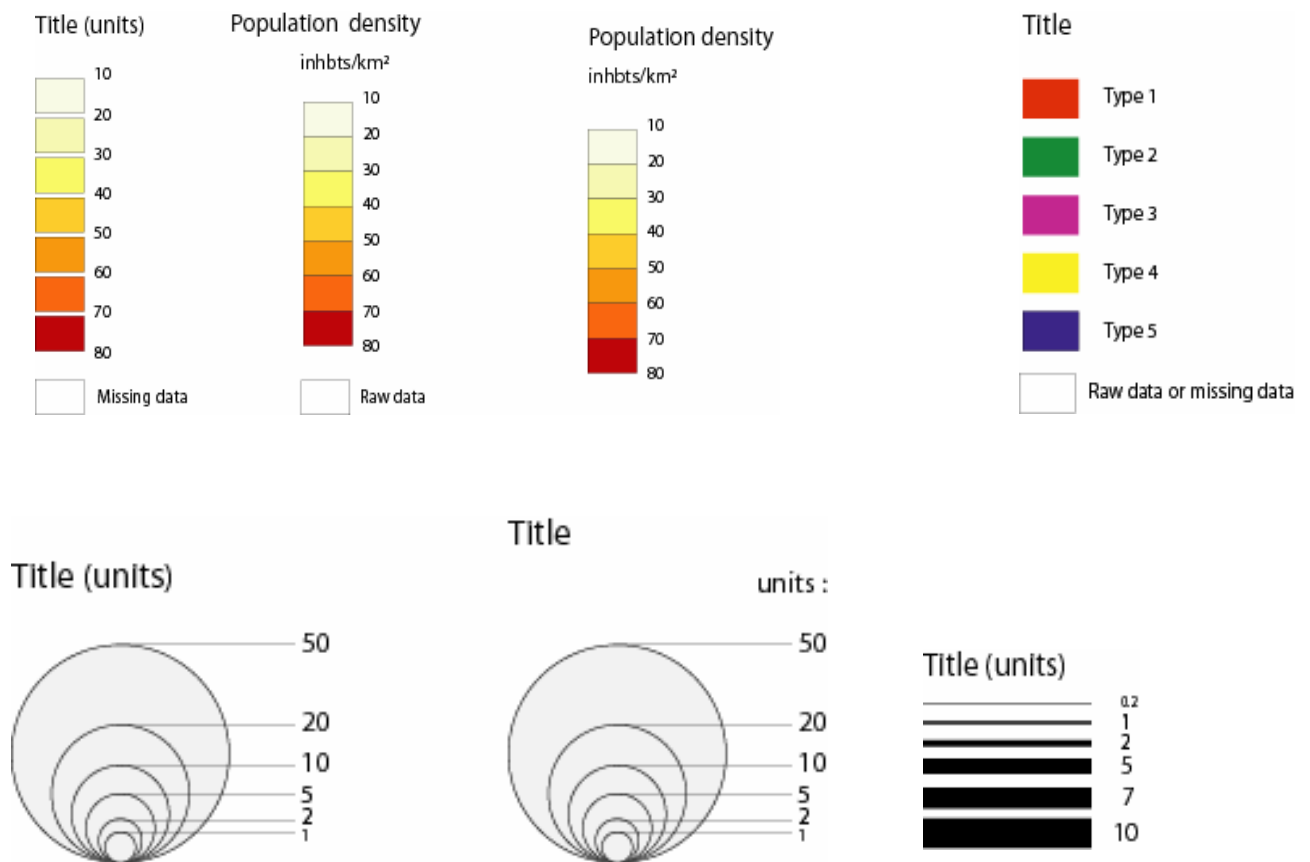 Title (units)
10
20
30
40
50
60
70
80
Missing data
Population density
inhbts/km²
10
20
30
40
50
60
70
80
Raw data
Population density
inhbts/km²
10
20
30
40
50
60
70
80
Title
Type 1
Type 2
Type 3
Type 4
Type 5
Raw data or missing data
Title (units)
50
20
10
5
2
1
Title
units :
50
20
10
5
2
1
Title (units)
0.2
1
2
5
7
10